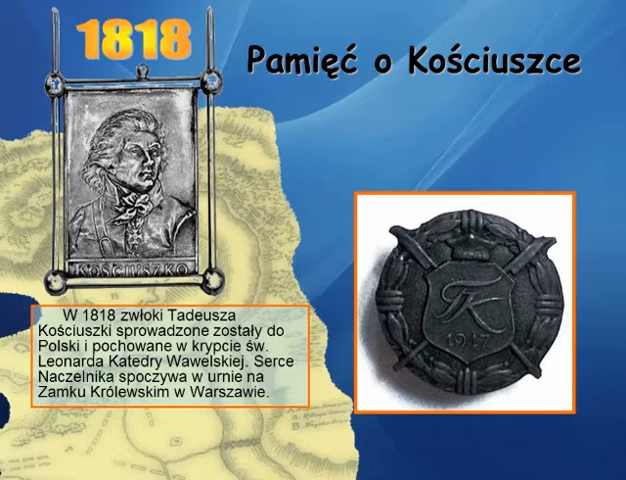 1818
Pamięć o Kościuszce
KOŚCIUSZKO
TK
1917
W 1818 zwłoki Tadeusza
Kościuszki sprowadzone zostały do
Polski i pochowane w krypcie św.
Leonarda Katedry Wawelskiej. Serce
Naczelnika spoczywa w urnie na
Zamku Królewskim w Warszawie.